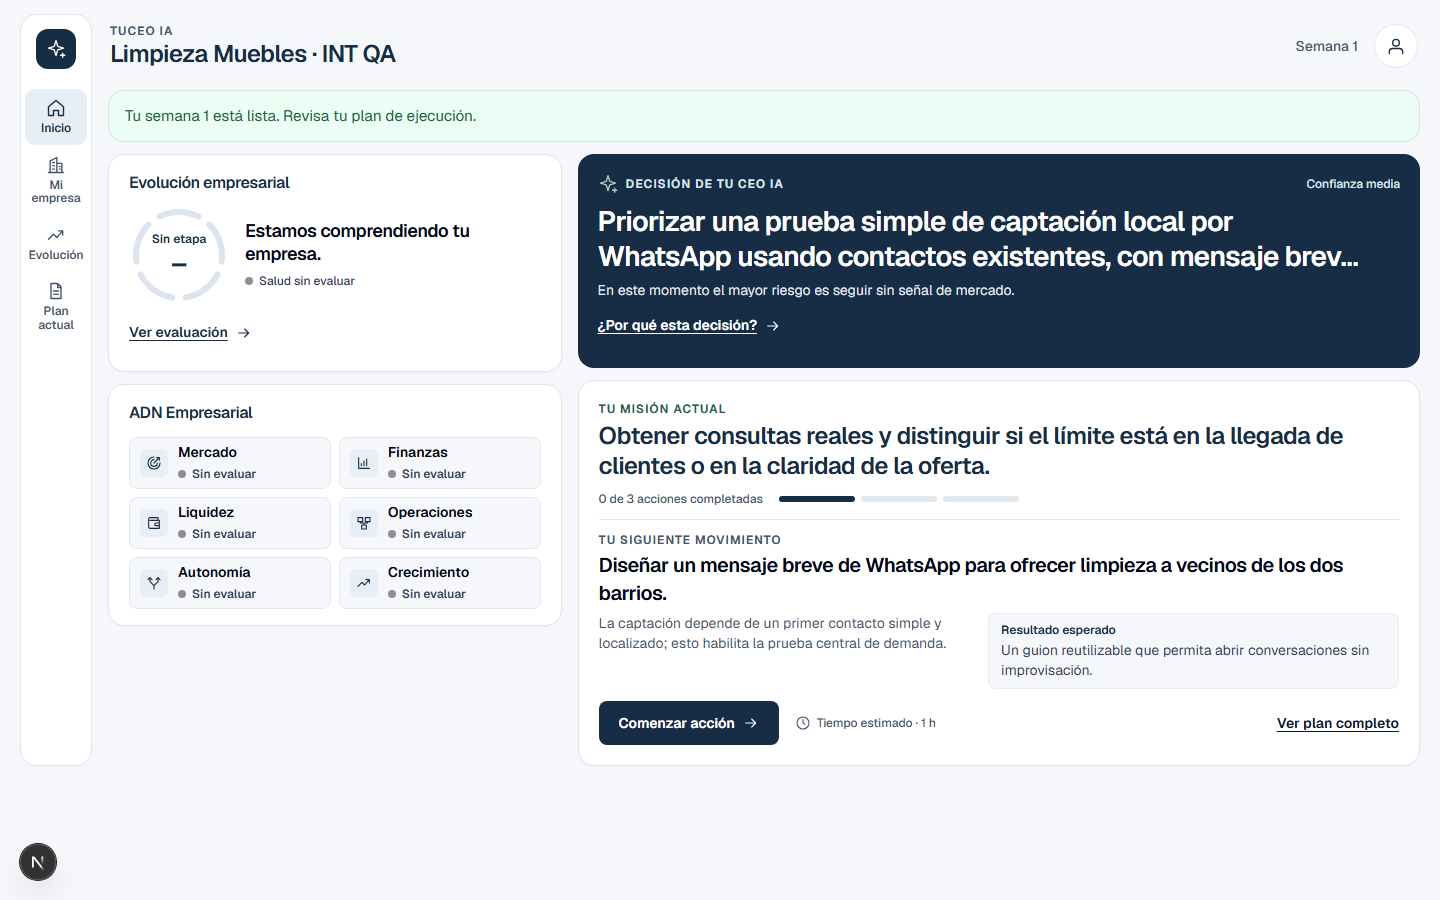 TUCEO IA
Limpieza Muebles · INT QA
Semana 1
Inicio
Mi
empresa
Evolución
Plan
actual
Tu semana 1 está lista. Revisa tu plan de ejecución.
Evolución empresarial
Sin etapa
–
Estamos comprendiendo tu
empresa.
Salud sin evaluar
Ver evaluación →
ADN Empresarial
Mercado
Sin evaluar
Finanzas
Sin evaluar
Liquidez
Sin evaluar
Operaciones
Sin evaluar
Autonomía
Sin evaluar
Crecimiento
Sin evaluar
DECISIÓN DE TU CEO IA
Confianza media
Priorizar una prueba simple de captación local por
WhatsApp usando contactos existentes, con mensaje brev...
En este momento el mayor riesgo es seguir sin señal de mercado.
¿Por qué esta decisión? →
TU MISIÓN ACTUAL
Obtener consultas reales y distinguir si el límite está en la llegada de
clientes o en la claridad de la oferta.
0 de 3 acciones completadas
TU SIGUIENTE MOVIMIENTO
Diseñar un mensaje breve de WhatsApp para ofrecer limpieza a vecinos de los dos
barrios.
La captación depende de un primer contacto simple y
localizado; esto habilita la prueba central de demanda.
Resultado esperado
Un guion reutilizable que permita abrir conversaciones sin
improvisación.
Comenzar acción →
Tiempo estimado · 1 h
Ver plan completo
N